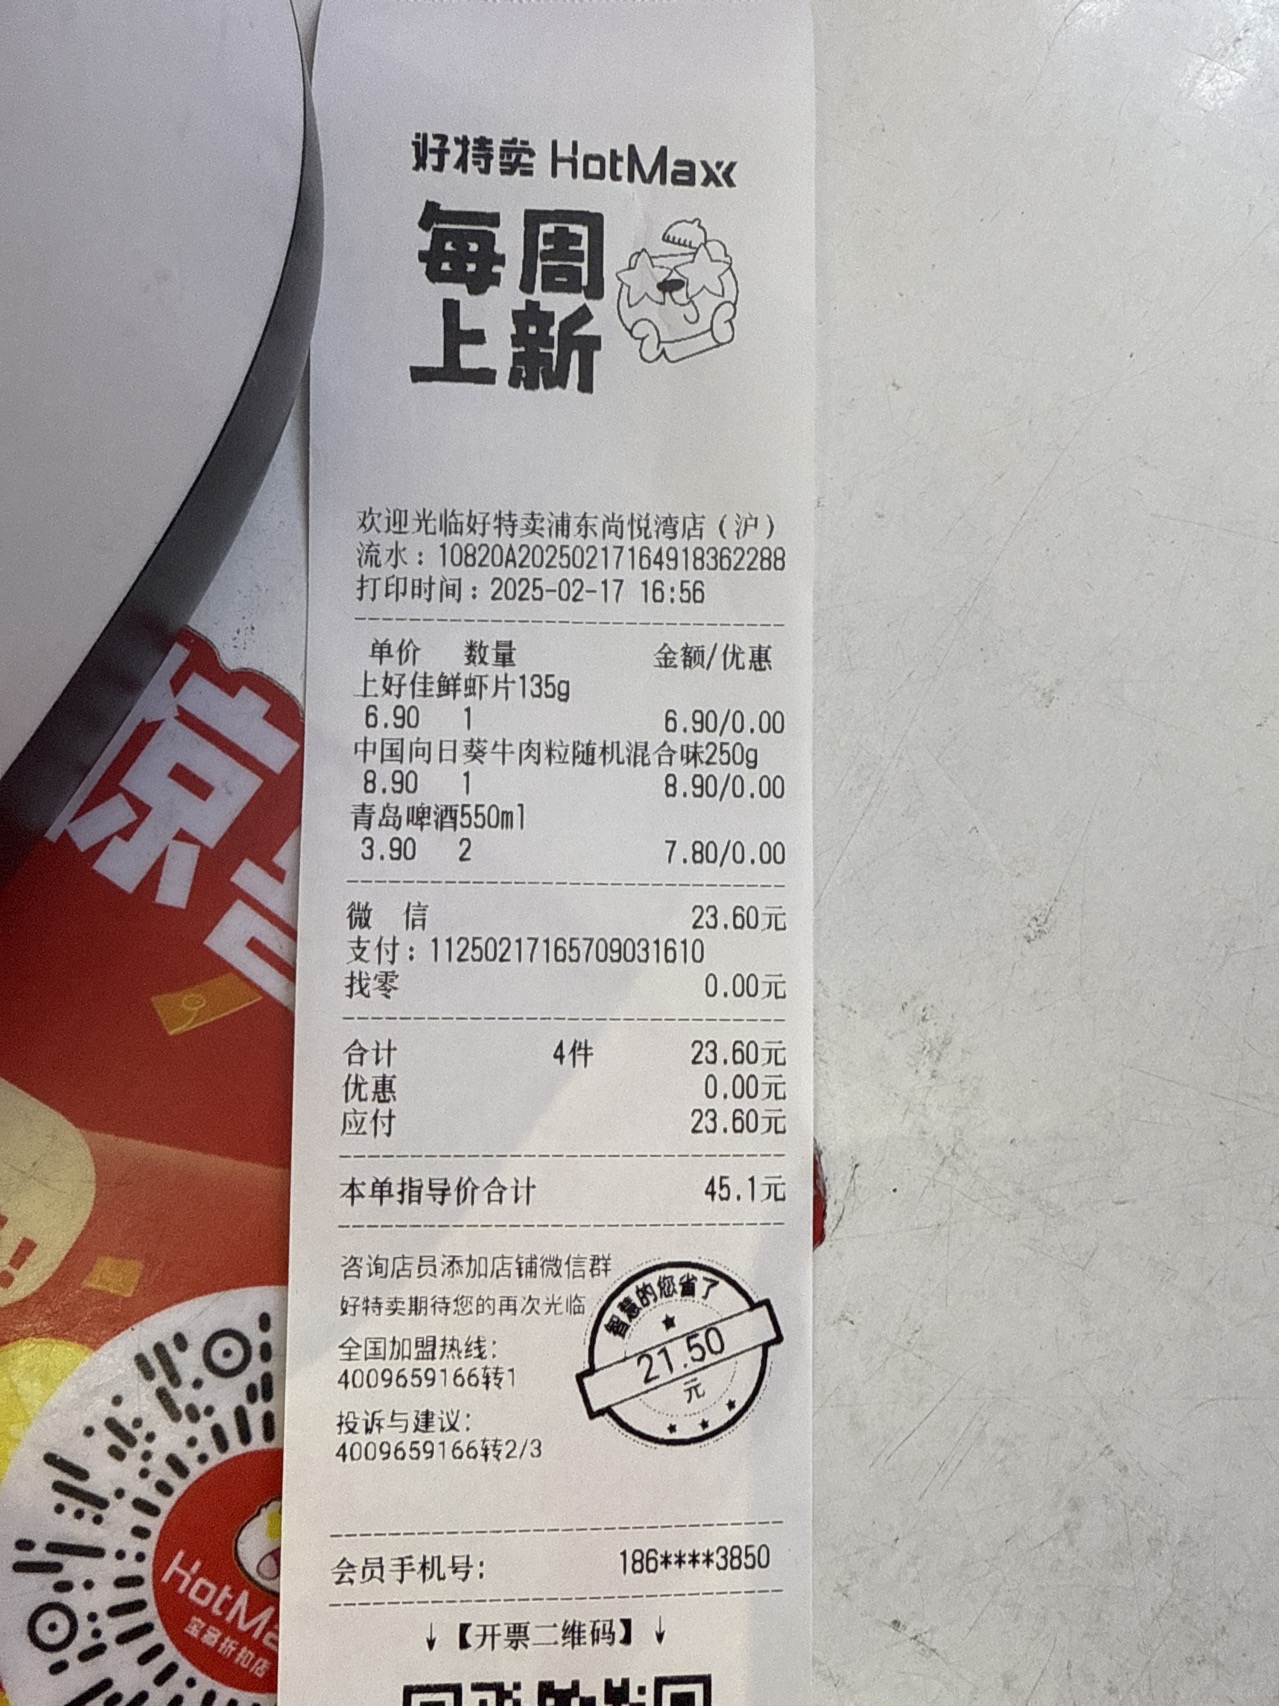 好特卖 HotMaxx
每周
上新
欢迎光临好特卖浦东尚悦湾店（沪）
流水：10820A20250217164918362288
打印时间：2025-02-17 16:56
单价 数量 金额/优惠
上好佳鲜虾片135g
6.90 1 6.90/0.00
中国向日葵牛肉粒随机混合味250g
8.90 1 8.90/0.00
青岛啤酒550ml
3.90 2 7.80/0.00
微 信 23.60元
支付：11250217165709031610
找零 0.00元
合计 4件 23.60元
优惠 0.00元
应付 23.60元
本单指导价合计 45.1元
咨询店员添加店铺微信群
好特卖期待您的再次光临
全国加盟热线：
4009659166转1
投诉与建议：
4009659166转2/3
智慧的您省了
21.50
元
会员手机号： 186****3850
↓【开票二维码】↓
惊
HotMa
宝藏折扣店